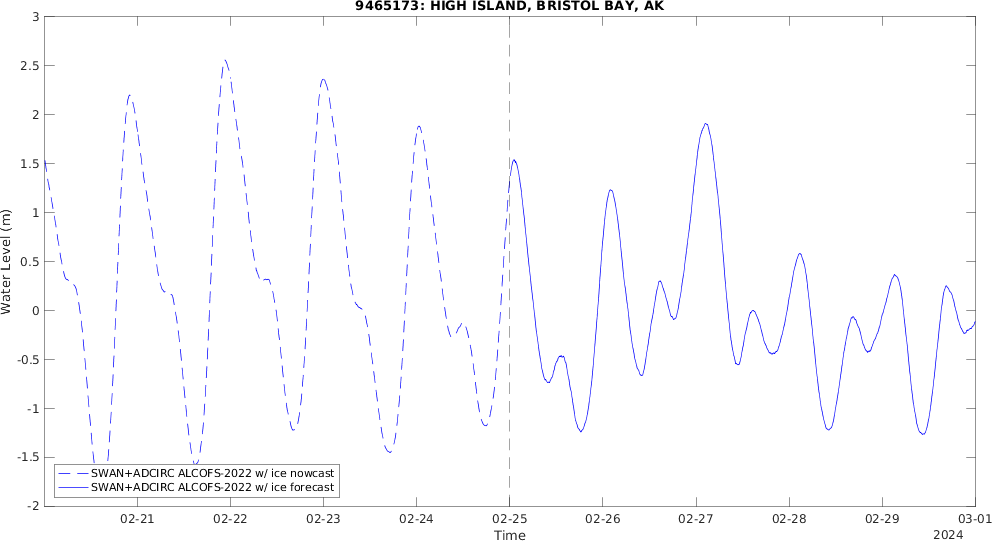 9465173: HIGH ISLAND, BRISTOL BAY, AK
Water Level (m)
3
2.5
2
1.5
1
0.5
0
-0.5
-1
-1.5
-2
SWAN+ADCIRC ALCOFS-2022 w/ ice nowcast
SWAN+ADCIRC ALCOFS-2022 w/ ice forecast
02-21 02-22 02-23 02-24 02-25 02-26 02-27 02-28 02-29 03-01
Time
2024